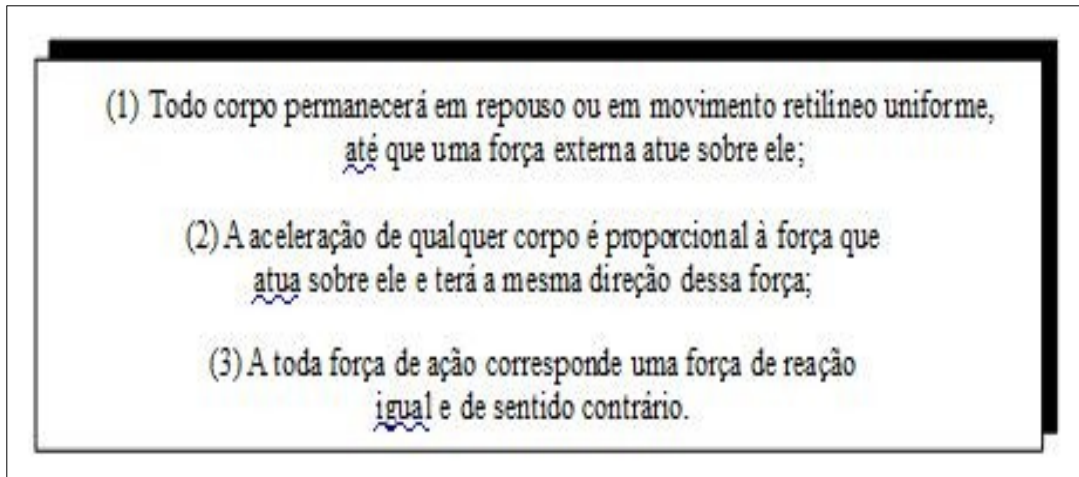 (1) Todo corpo permanecerá em repouso ou em movimento retilíneo uniforme,
até que uma força externa atue sobre ele;
(2) A aceleração de qualquer corpo é proporcional à força que
atua sobre ele e terá a mesma direção dessa força;
(3) A toda força de ação corresponde uma força de reação
igual e de sentido contrário.